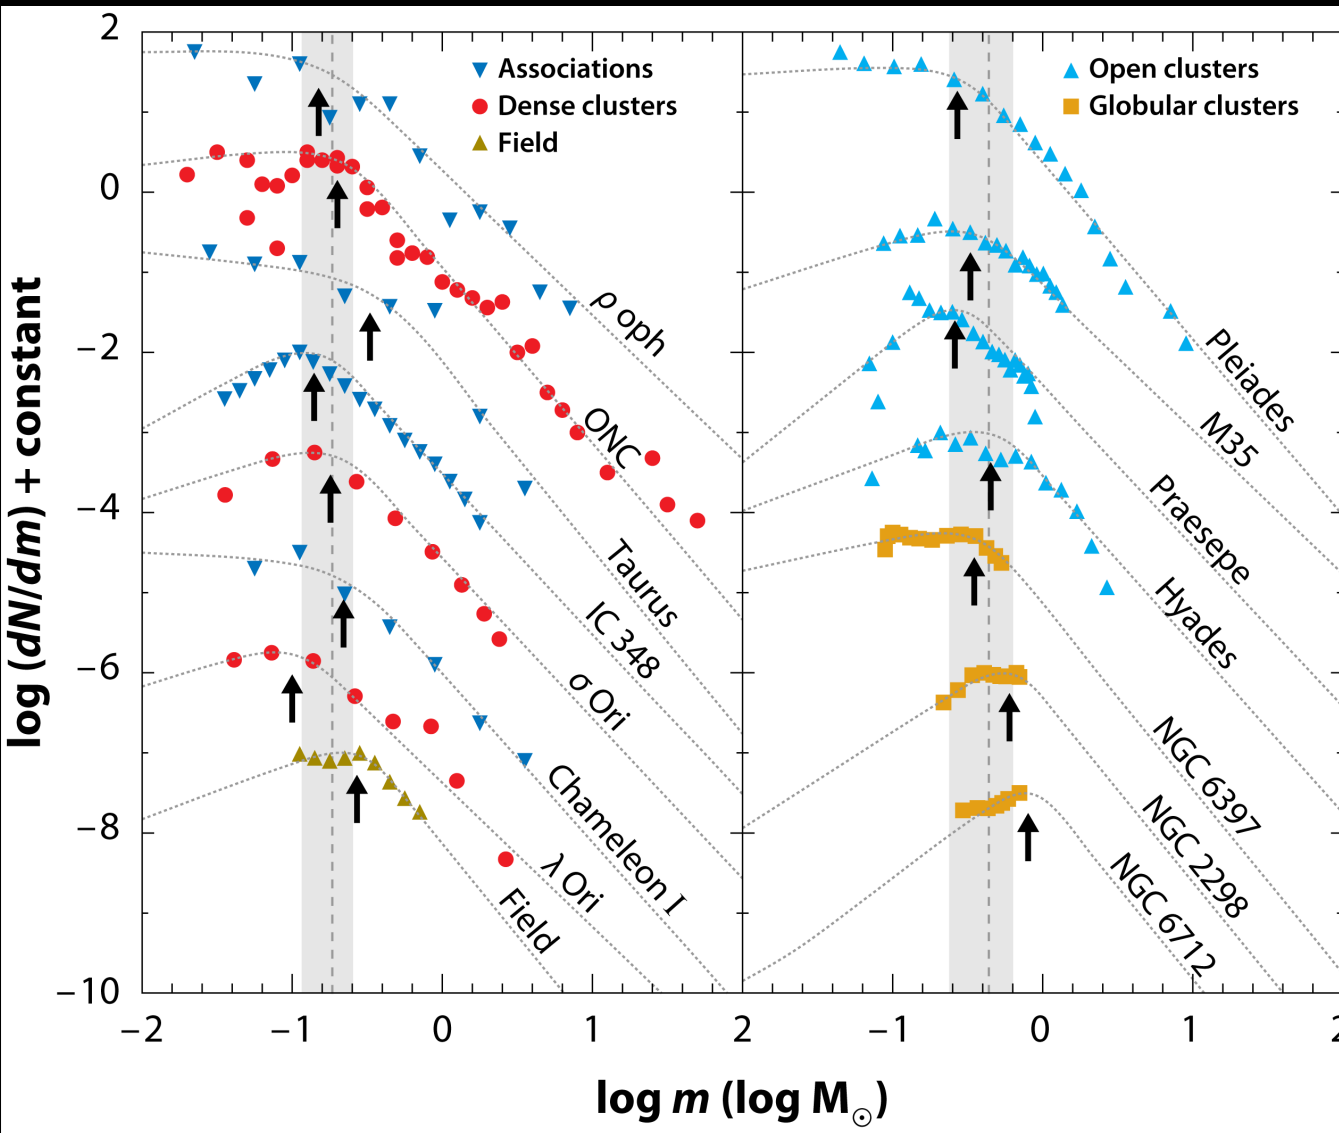 log (dN/dm) + constant
2
0
−2
−4
−6
−8
−10
Associations
Dense clusters
Field
ρ oph
ONC
Taurus
IC 348
σ Ori
Chameleon I
λ Ori
Field
Open clusters
Globular clusters
Pleiades
M35
Praesepe
Hyades
NGC 6397
NGC 2298
NGC 6712
−2 −1 0 1 2 −1 0 1 2
log m (log M☉)